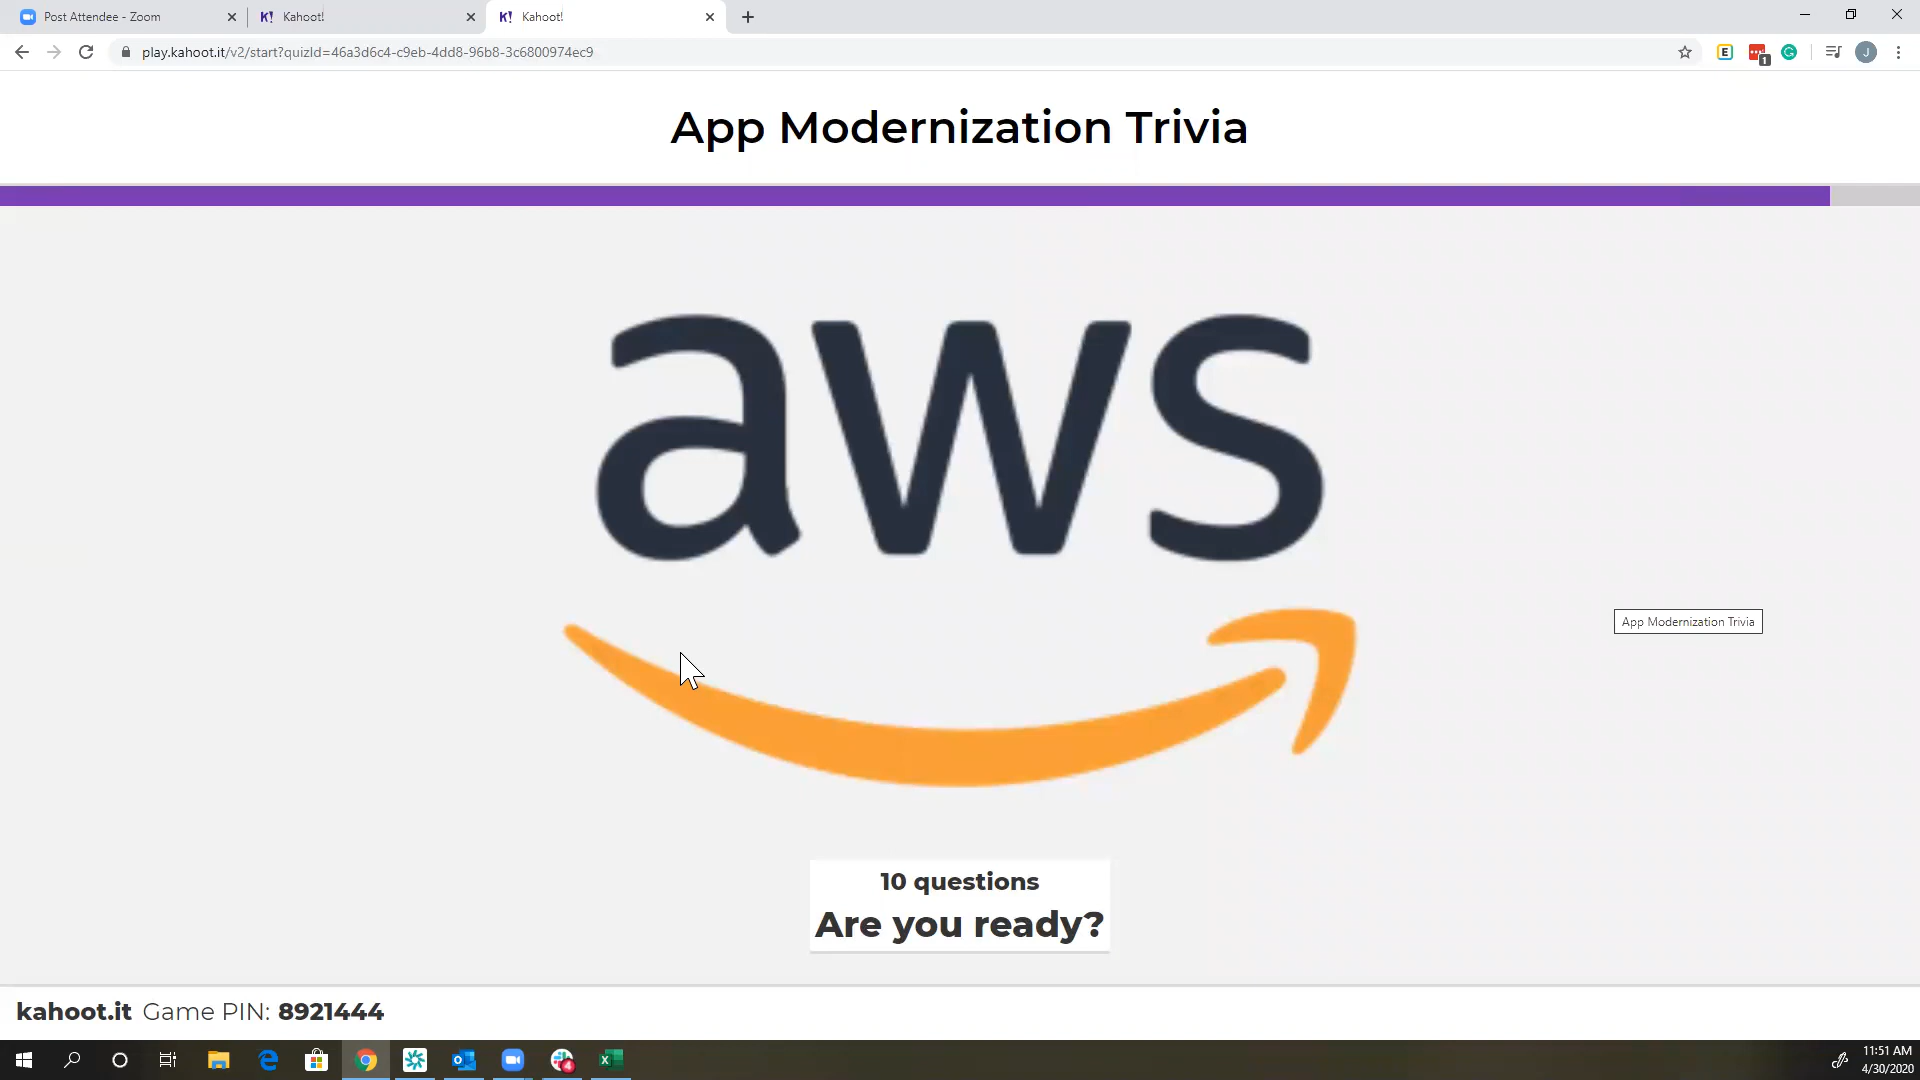 Post Attendee - Zoom
Kahoot!
Kahoot!
play.kahoot.it/v2/start?quizId=46a3d6c4-c9eb-4dd8-96b8-3c6800974ec9
E
1
J
App Modernization Trivia
aws
App Modernization Trivia
10 questions
Are you ready?
kahoot.it Game PIN: 8921444
4
11:51 AM
4/30/2020